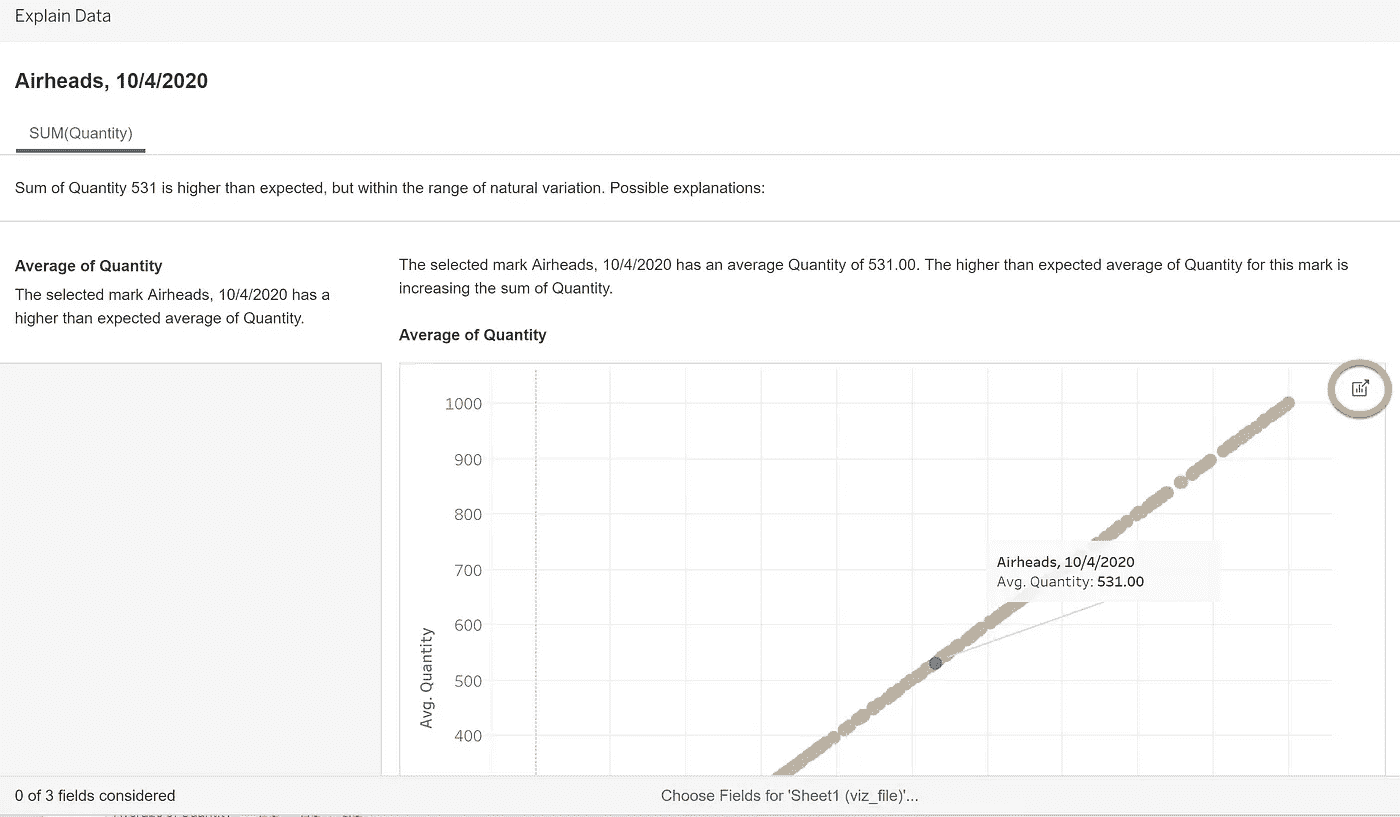 Explain Data
Airheads, 10/4/2020
SUM(Quantity)
Sum of Quantity 531 is higher than expected, but within the range of natural variation. Possible explanations:
Average of Quantity
The selected mark Airheads, 10/4/2020 has a
higher than expected average of Quantity.
The selected mark Airheads, 10/4/2020 has an average Quantity of 531.00. The higher than expected average of Quantity for this mark is
increasing the sum of Quantity.
Average of Quantity
1000
900
800
700
600
500
400
Avg. Quantity
Airheads, 10/4/2020
Avg. Quantity: 531.00
0 of 3 fields considered
Choose Fields for 'Sheet1 (viz_file)'...